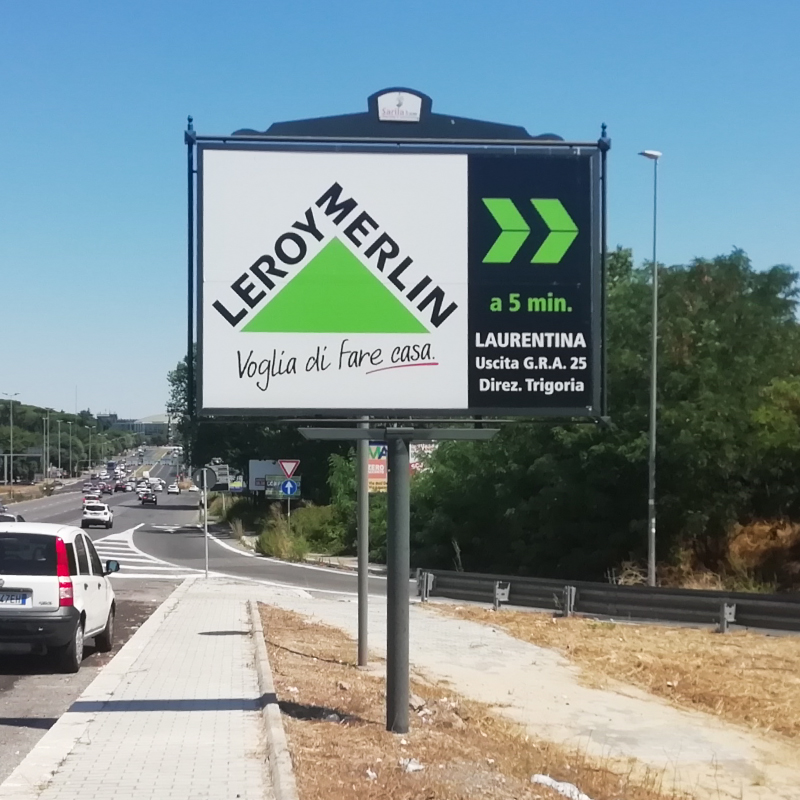 LEROY MERLIN
Voglia di fare casa.
a 5 min.
LAURENTINA
Uscita G.R.A. 25
Direz. Trigoria